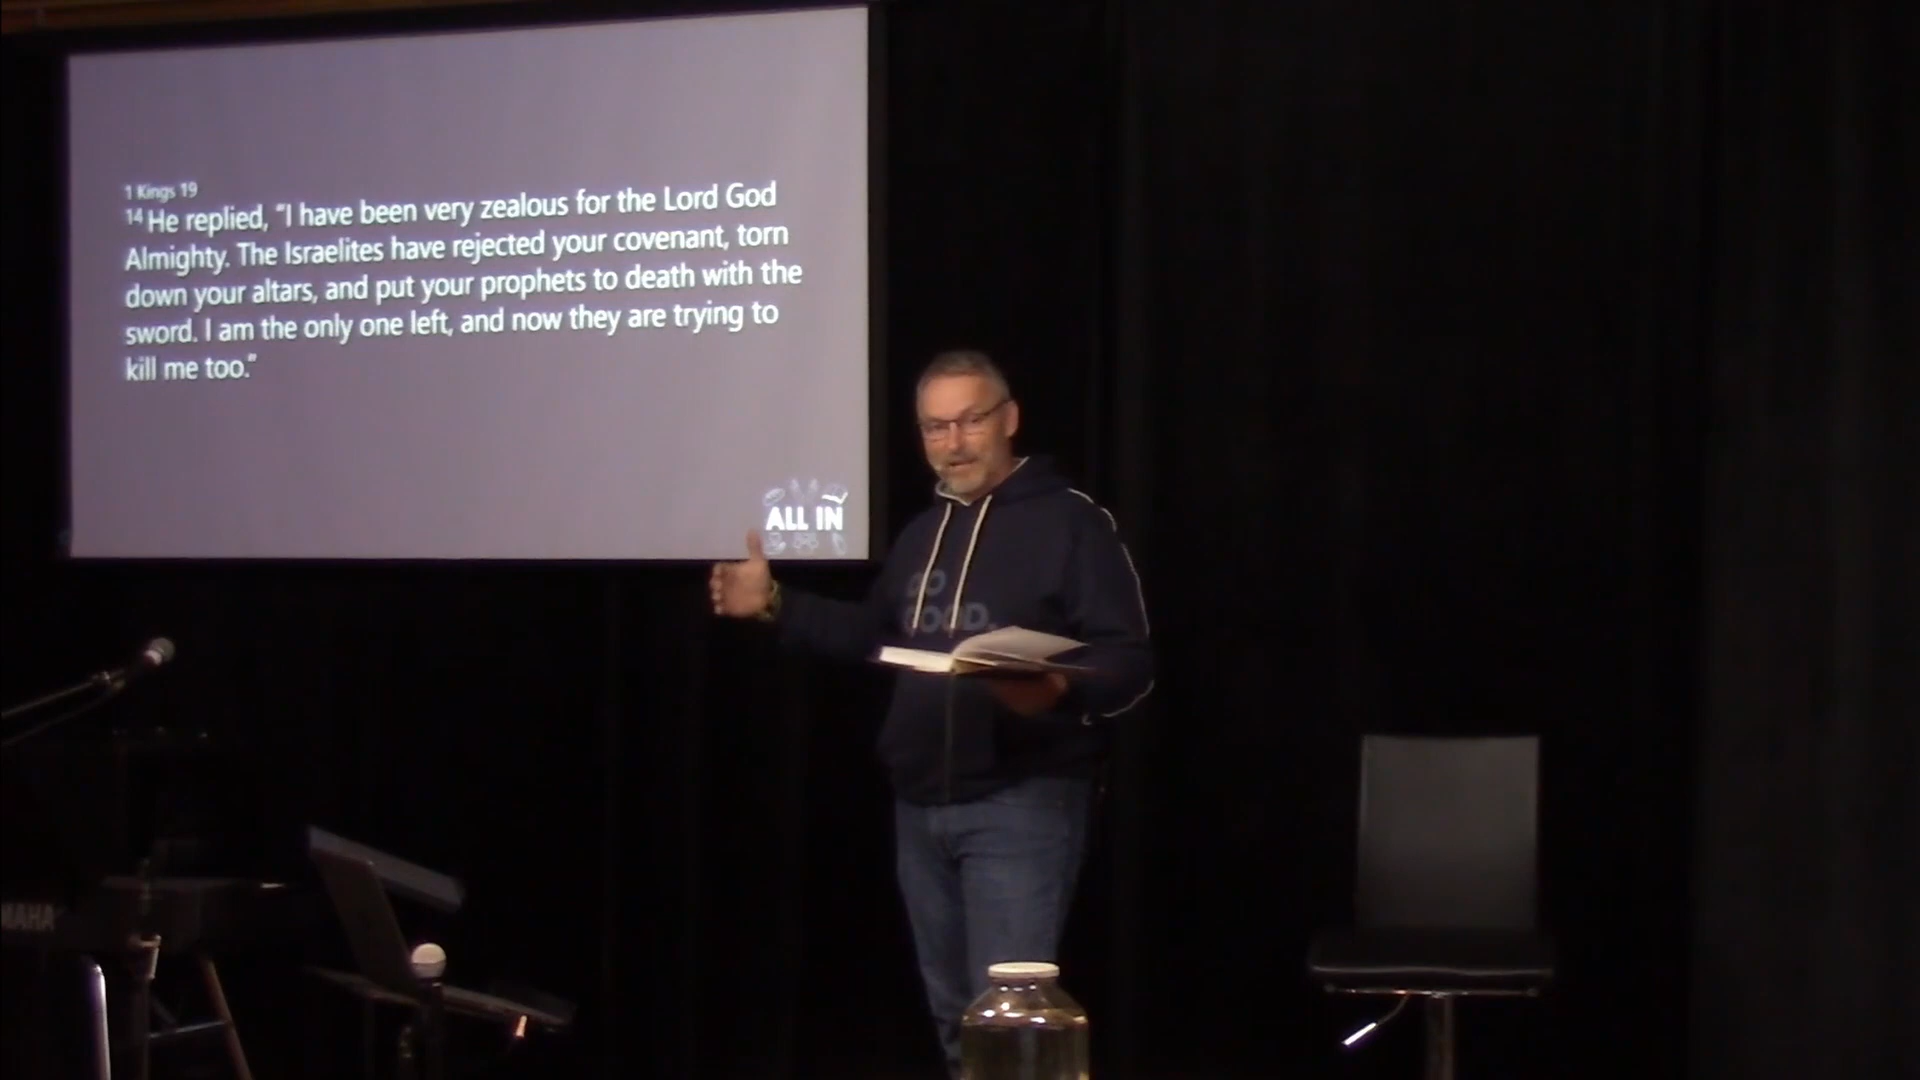 1 Kings 19
14 He replied, “I have been very zealous for the Lord God
Almighty. The Israelites have rejected your covenant, torn
down your altars, and put your prophets to death with the
sword. I am the only one left, and now they are trying to
kill me too.”
ALL IN
DO
GOOD.